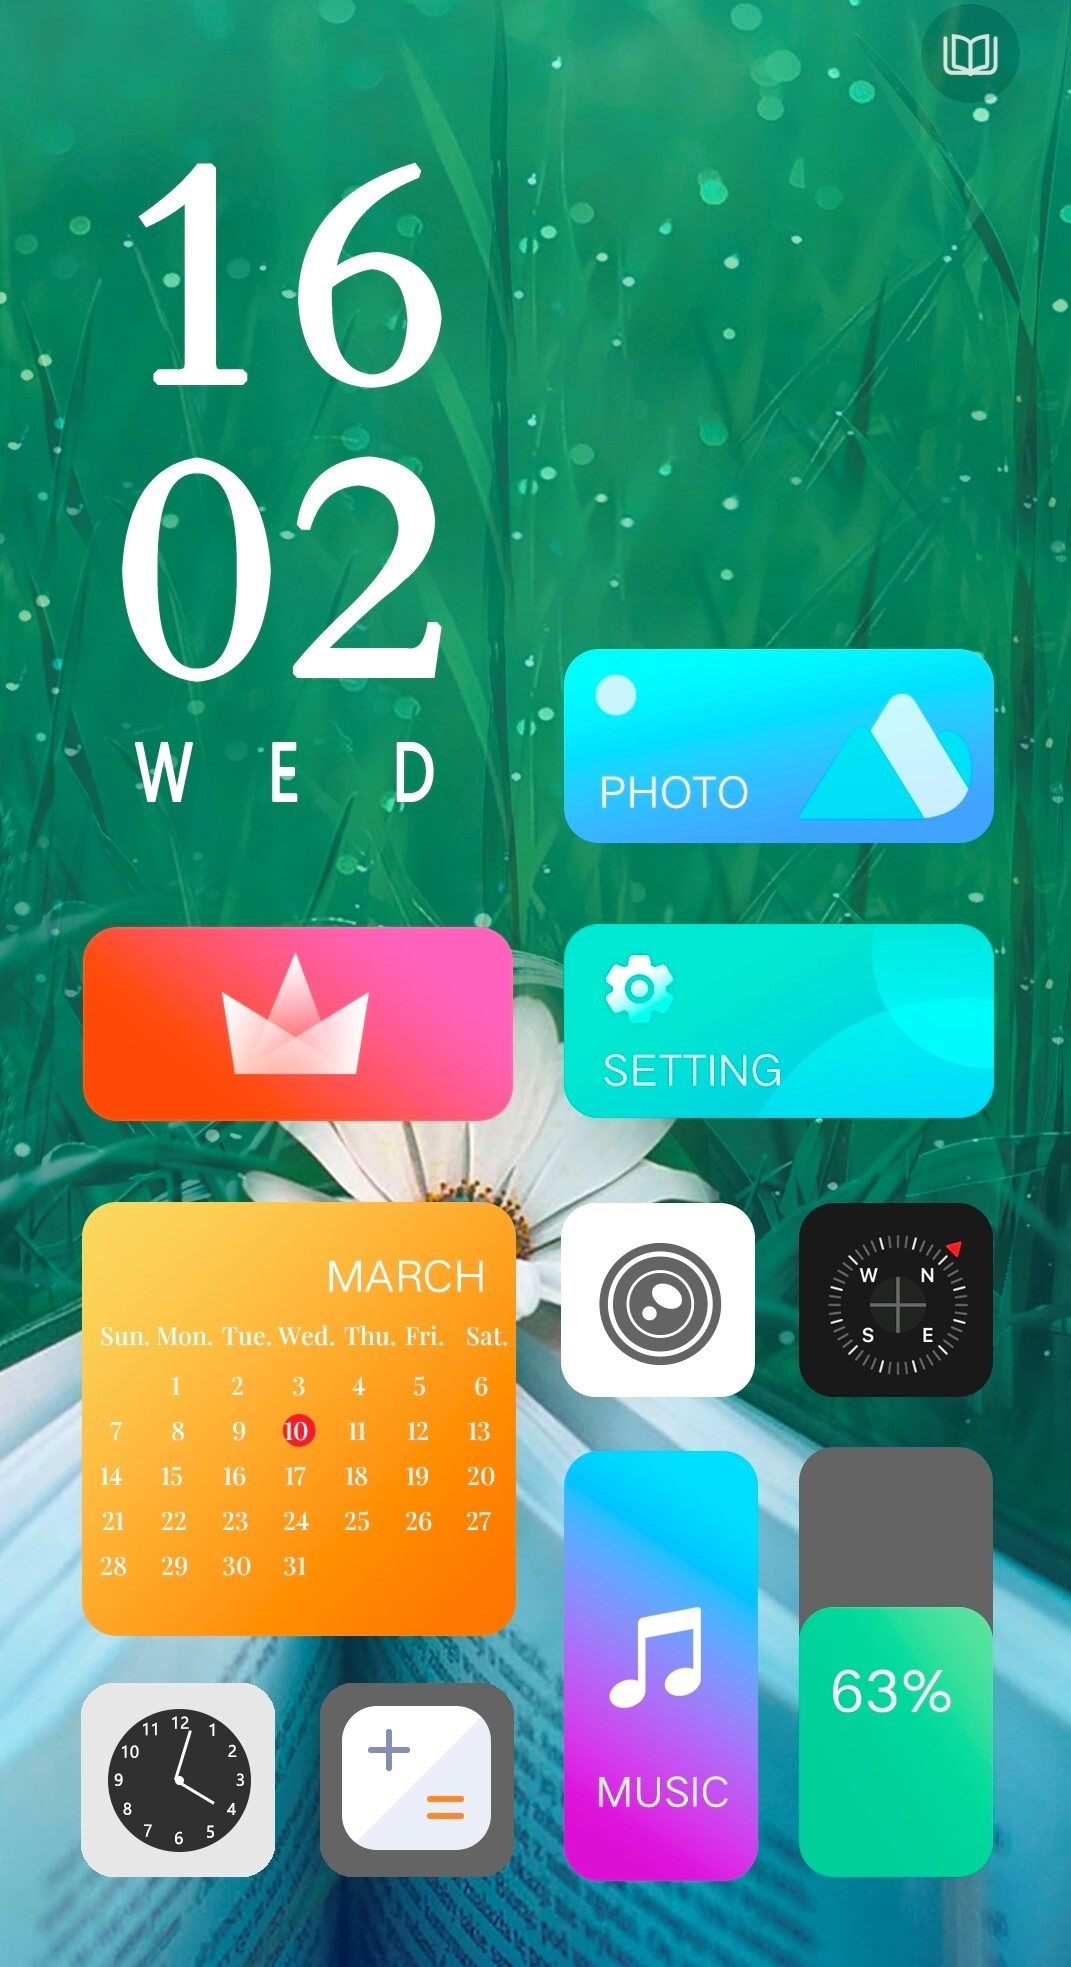 16
02
WED
PHOTO
SETTING
MARCH
Sun. Mon. Tue. Wed. Thu. Fri. Sat.
1 2 3 4 5 6
7 8 9 10 11 12 13
14 15 16 17 18 19 20
21 22 23 24 25 26 27
28 29 30 31
W N
S E
63%
MUSIC
12
11 1
10 2
9 3
8 4
7 5
6